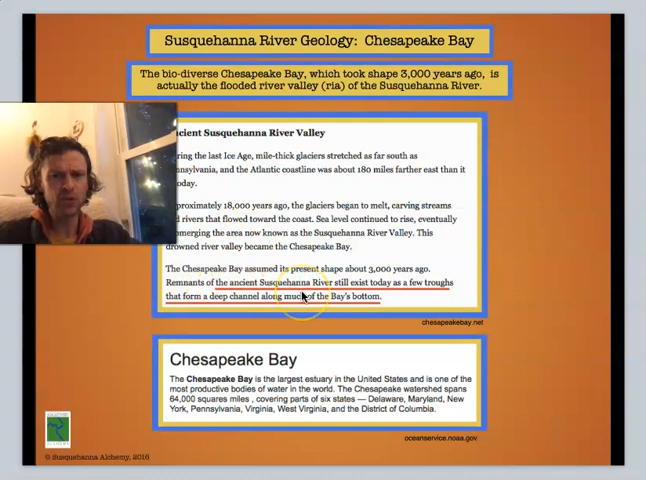 Susquehanna River Geology: Chesapeake Bay
The bio-diverse Chesapeake Bay, which took shape 3,000 years ago, is
actually the flooded river valley (ria) of the Susquehanna River.
cient Susquehanna River Valley
ring the last Ice Age, mile-thick glaciers stretched as far south as
nnsylvania, and the Atlantic coastline was about 180 miles farther east than it
today.
proximately 18,000 years ago, the glaciers began to melt, carving streams
d rivers that flowed toward the coast. Sea level continued to rise, eventually
bmerging the area now known as the Susquehanna River Valley. This
drowned river valley became the Chesapeake Bay.
The Chesapeake Bay assumed its present shape about 3,000 years ago.
Remnants of the ancient Susquehanna River still exist today as a few troughs
that form a deep channel along much of the Bay's bottom.
chesapeakebay.net
Chesapeake Bay
The Chesapeake Bay is the largest estuary in the United States and is one of the
most productive bodies of water in the world. The Chesapeake watershed spans
64,000 squares miles , covering parts of six states — Delaware, Maryland, New
York, Pennsylvania, Virginia, West Virginia, and the District of Columbia.
oceanservice.noaa.gov
© Susquehanna Alchemy, 2016